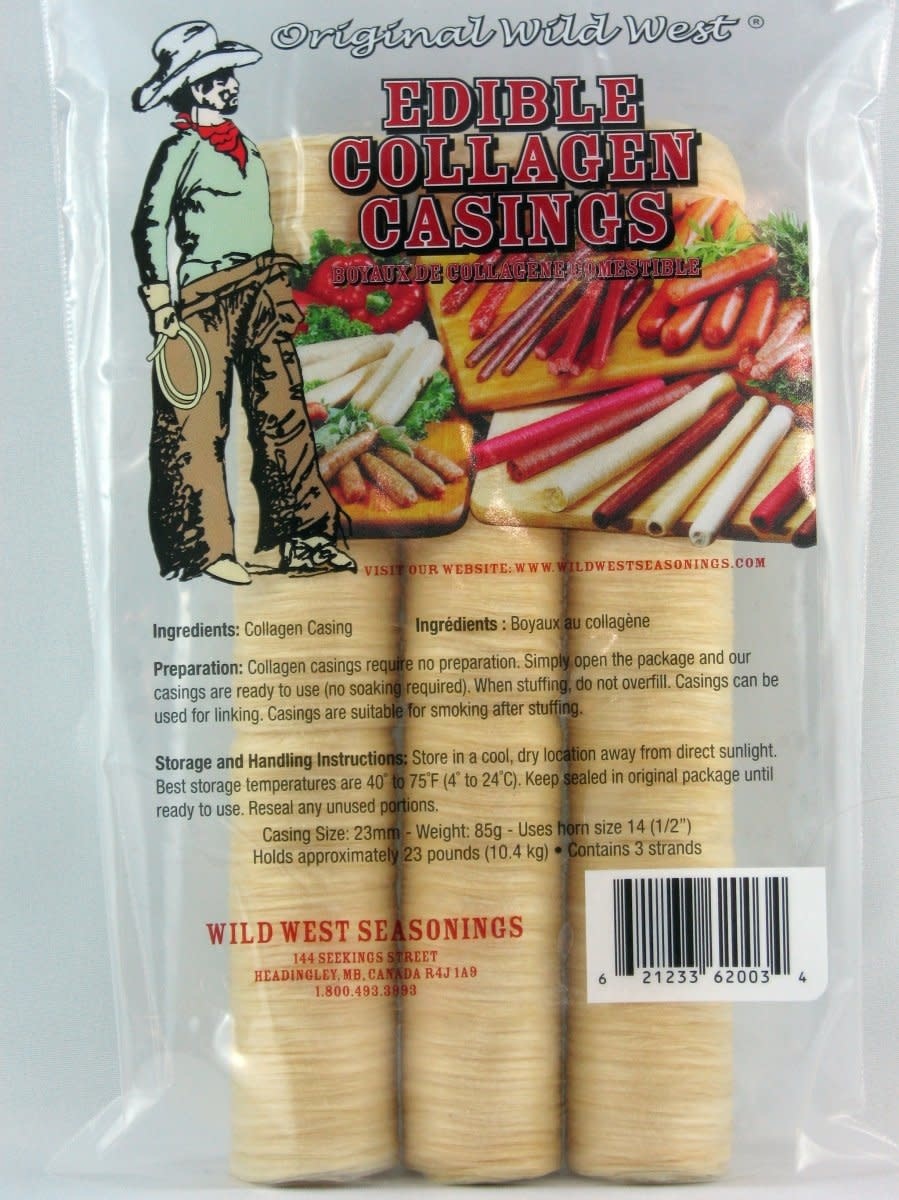 Original Wild West ®
EDIBLE
COLLAGEN
CASINGS
BOYAUX DE COLLAGÈNE COMESTIBLE
VISIT OUR WEBSITE: WWW.WILDWESTSEASONINGS.COM
Ingredients: Collagen Casing
Ingrédients : Boyaux au collagène
Preparation: Collagen casings require no preparation. Simply open the package and our
casings are ready to use (no soaking required). When stuffing, do not overfill. Casings can be
used for linking. Casings are suitable for smoking after stuffing.
Storage and Handling Instructions: Store in a cool, dry location away from direct sunlight.
Best storage temperatures are 40° to 75°F (4° to 24°C). Keep sealed in original package until
ready to use. Reseal any unused portions.
Casing Size: 23mm - Weight: 85g - Uses horn size 14 (1/2")
Holds approximately 23 pounds (10.4 kg) • Contains 3 strands
WILD WEST SEASONINGS
144 SEEKINGS STREET
HEADINGLEY, MB, CANADA R4J 1A9
1.800.493.3993
6 21233 62003 4